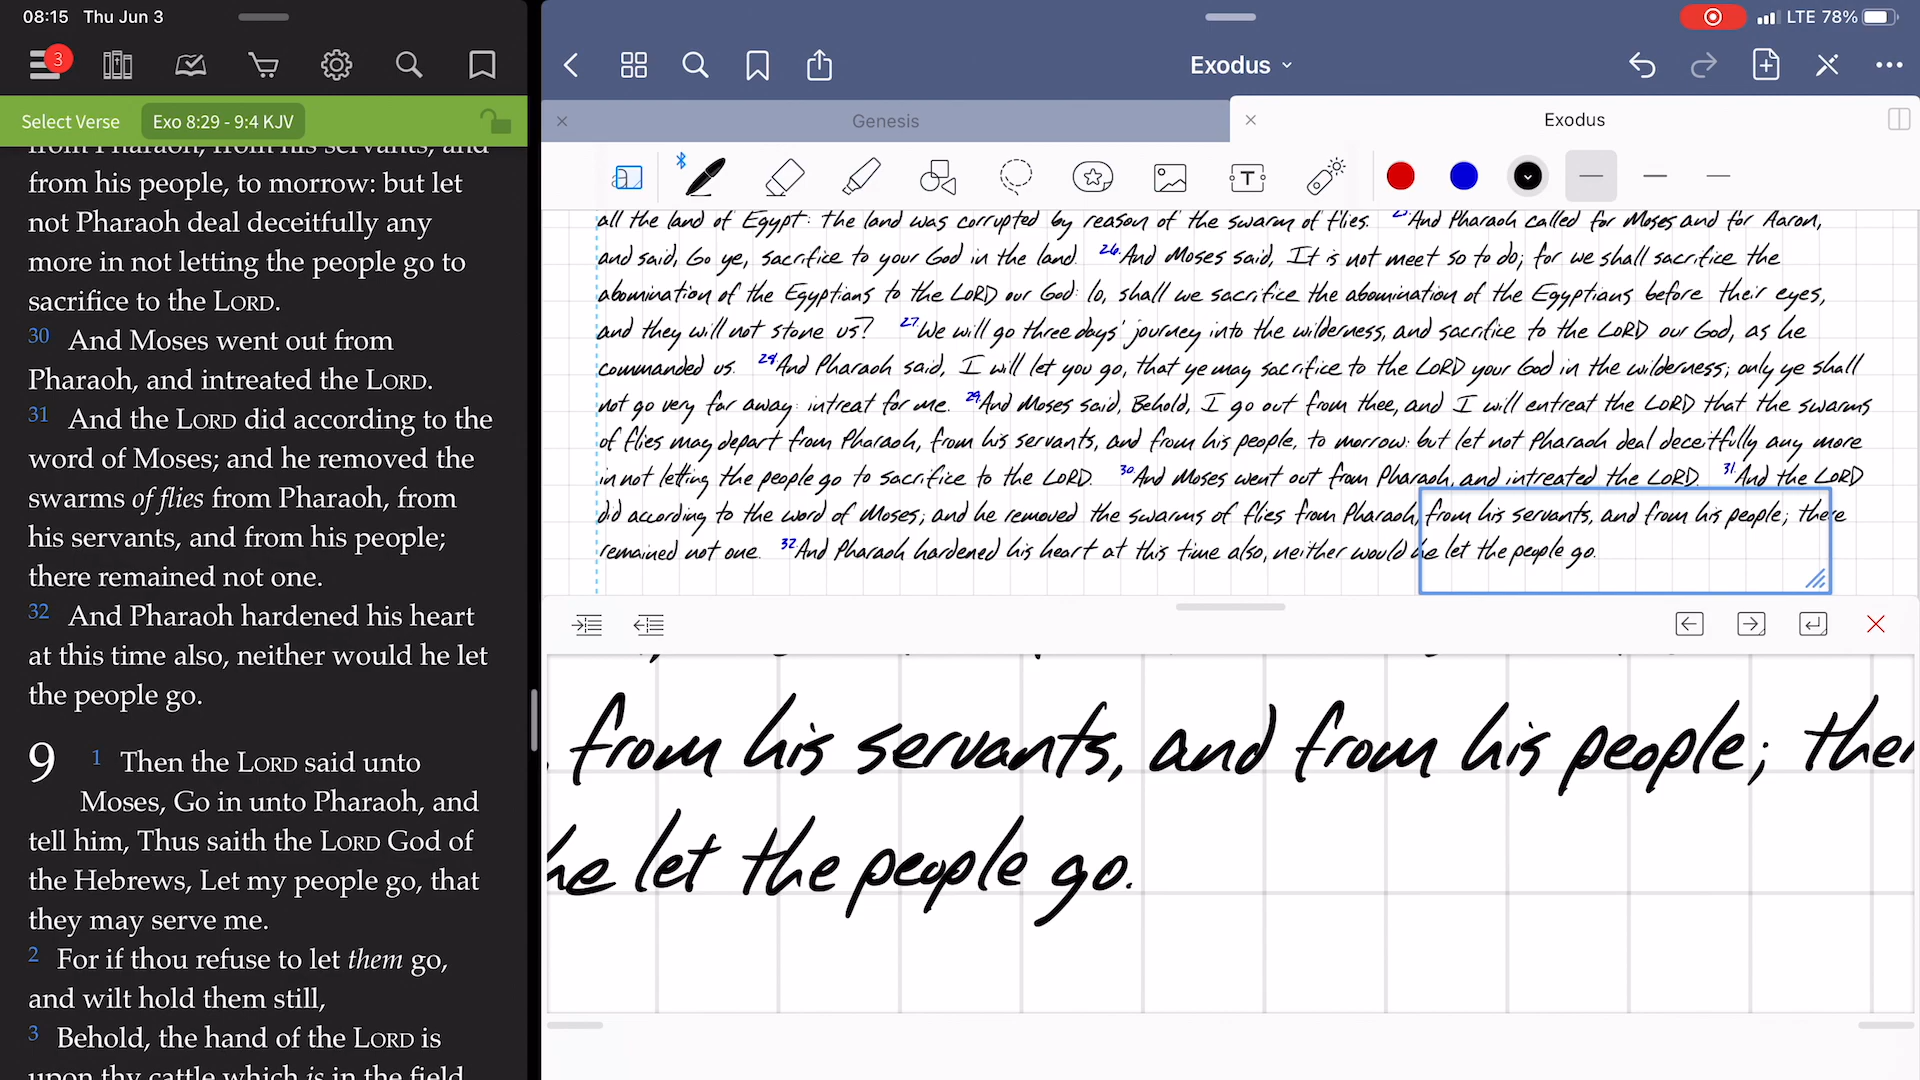 08:15 Thu Jun 3
LTE 78%
3
Exodus
Select Verse
Exo 8:29 - 9:4 KJV
Genesis
Exodus
from Pharaoh, from his servants, and
from his people, to morrow: but let
not Pharaoh deal deceitfully any
more in not letting the people go to
sacrifice to the LORD.
30 And Moses went out from
Pharaoh, and intreated the LORD.
31 And the LORD did according to the
word of Moses; and he removed the
swarms of flies from Pharaoh, from
his servants, and from his people;
there remained not one.
32 And Pharaoh hardened his heart
at this time also, neither would he let
the people go.
9 1 Then the LORD said unto
Moses, Go in unto Pharaoh, and
tell him, Thus saith the LORD God of
the Hebrews, Let my people go, that
they may serve me.
2 For if thou refuse to let them go,
and wilt hold them still,
3 Behold, the hand of the LORD is
upon thy cattle which is in the field,
all the land of Egypt: the land was corrupted by reason of the swarm of flies. 25. And Pharaoh called for Moses and for Aaron,
and said, Go ye, sacrifice to your God in the land. 26. And Moses said, It is not meet so to do; for we shall sacrifice the
abomination of the Egyptians to the LORD our God: lo, shall we sacrifice the abomination of the Egyptians before their eyes,
and they will not stone us? 27. We will go three days' journey into the wilderness, and sacrifice to the LORD our God, as he
commanded us. 28. And Pharaoh said, I will let you go, that ye may sacrifice to the LORD your God in the wilderness; only ye shall
not go very far away: intreat for me. 29. And Moses said, Behold, I go out from thee, and I will entreat the LORD that the swarms
of flies may depart from Pharaoh, from his servants, and from his people, to morrow: but let not Pharaoh deal deceitfully any more
in not letting the people go to sacrifice to the LORD. 30. And Moses went out from Pharaoh, and intreated the LORD. 31. And the LORD
did according to the word of Moses; and he removed the swarms of flies from Pharaoh, from his servants, and from his people; there
remained not one. 32. And Pharaoh hardened his heart at this time also, neither would he let the people go.
from his servants, and from his people; ther
he let the people go.